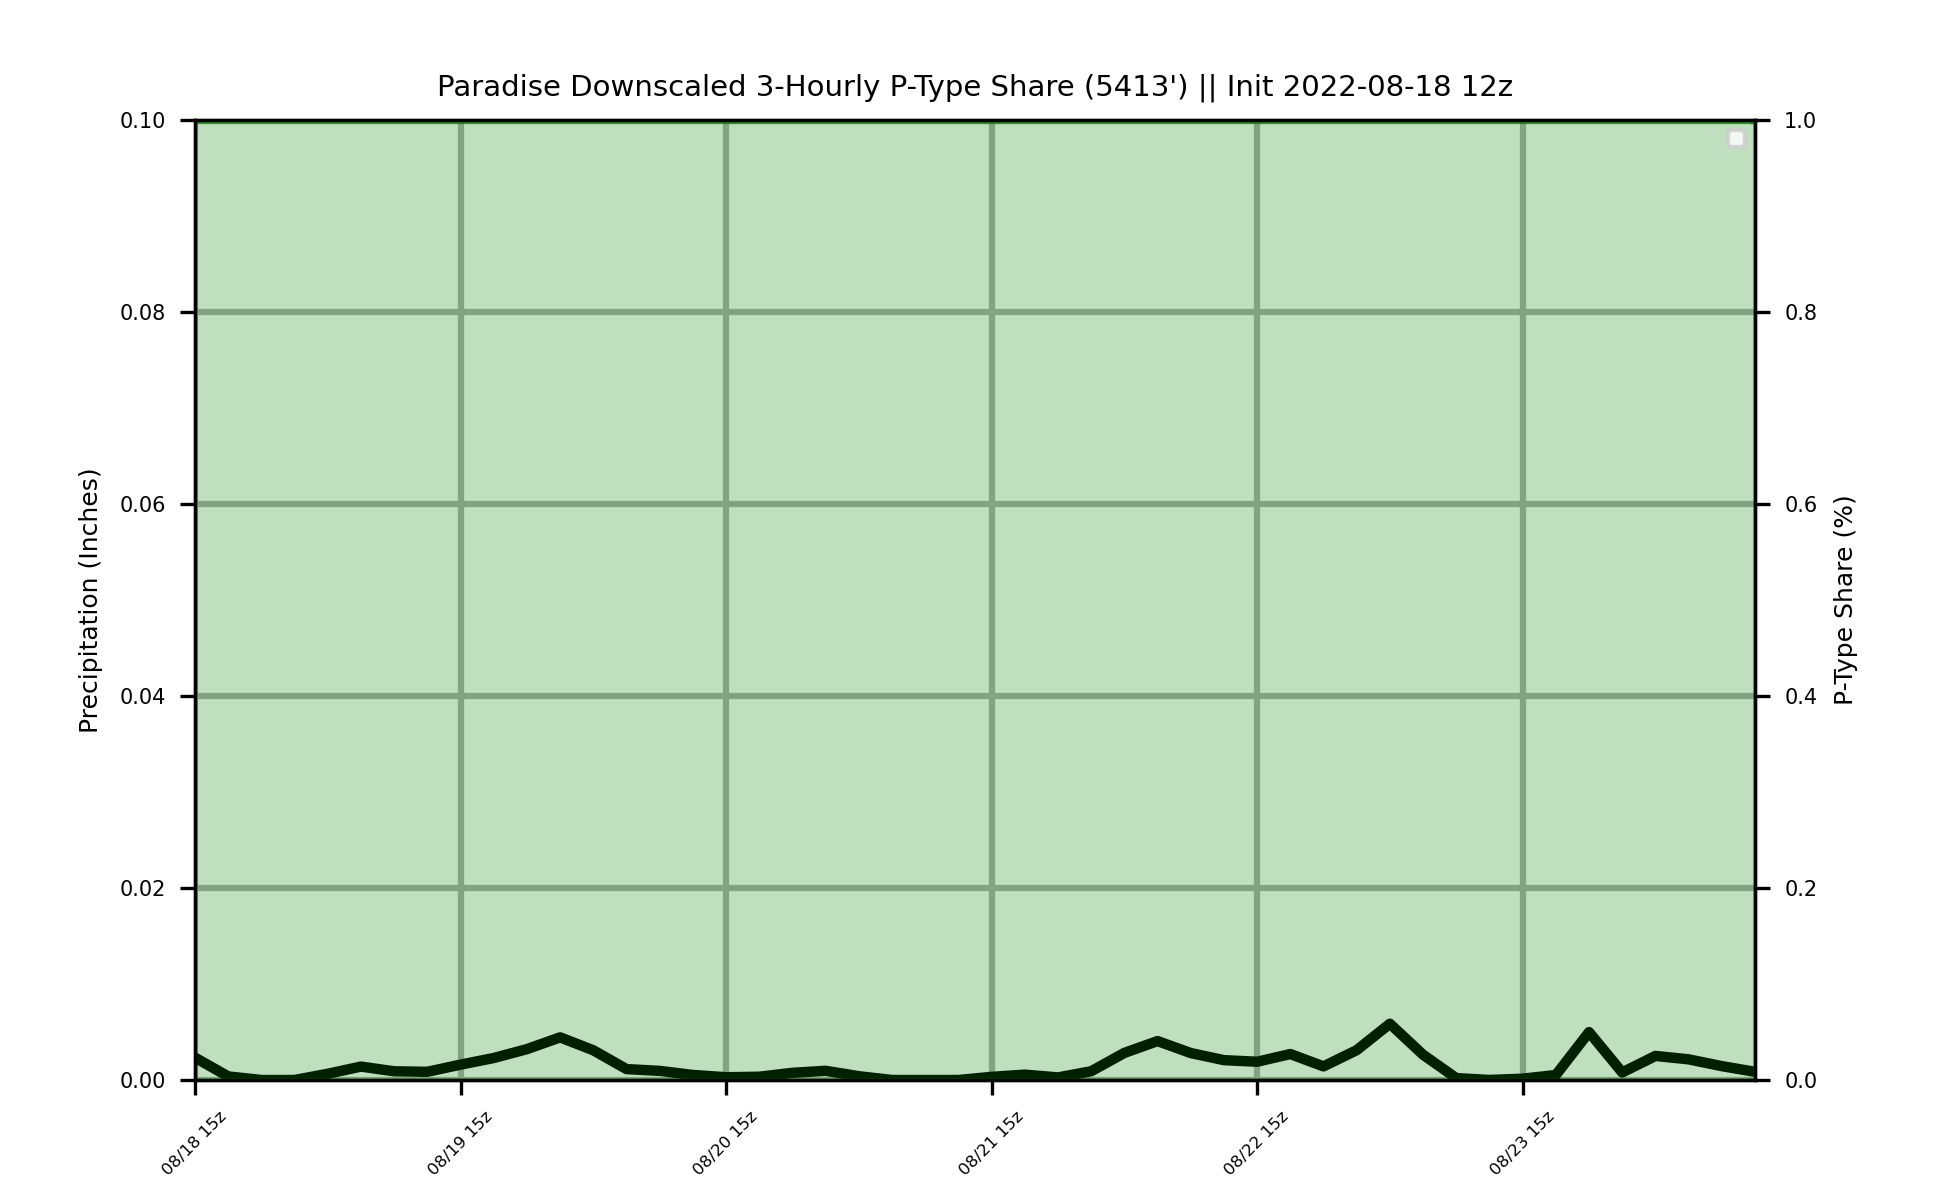 Paradise Downscaled 3-Hourly P-Type Share (5413') || Init 2022-08-18 12z
0.10
0.08
0.06
0.04
0.02
0.00
Precipitation (Inches)
1.0
0.8
0.6
0.4
0.2
0.0
P-Type Share (%)
08/18 15z
08/19 15z
08/20 15z
08/21 15z
08/22 15z
08/23 15z